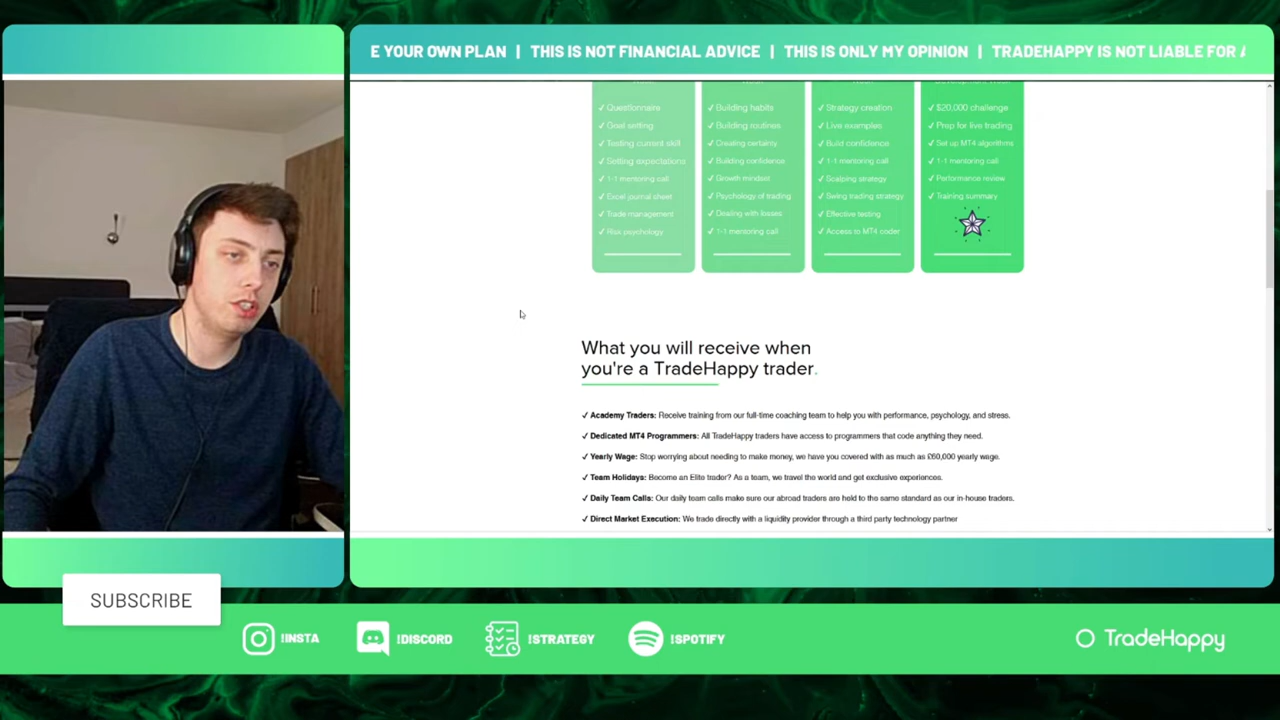 E YOUR OWN PLAN | THIS IS NOT FINANCIAL ADVICE | THIS IS ONLY MY OPINION | TRADEHAPPY IS NOT LIABLE FOR
✓ Questionnaire
✓ Goal setting
✓ Testing current skill
✓ Setting expectations
✓ 1-1 mentoring call
✓ Excel journal sheet
✓ Trade management
✓ Risk psychology
✓ Building habits
✓ Building routines
✓ Creating certainty
✓ Building confidence
✓ Growth mindset
✓ Psychology of trading
✓ Dealing with losses
✓ 1-1 mentoring call
✓ Strategy creation
✓ Live examples
✓ Build confidence
✓ 1-1 mentoring call
✓ Scalping strategy
✓ Swing trading strategy
✓ Effective testing
✓ Access to MT4 coder
✓ $20,000 challenge
✓ Prep for live trading
✓ Set up MT4 algorithms
✓ 1-1 mentoring call
✓ Performance review
✓ Training summary
What you will receive when
you're a TradeHappy trader.
✓ Academy Traders: Receive training from our full-time coaching team to help you with performance, psychology, and stress.
✓ Dedicated MT4 Programmers: All TradeHappy traders have access to programmers that code anything they need.
✓ Yearly Wage: Stop worrying about needing to make money, we have you covered with as much as £60,000 yearly wage.
✓ Team Holidays: Become an Elite trader? As a team, we travel the world and get exclusive experiences.
✓ Daily Team Calls: Our daily team calls make sure our abroad traders are held to the same standard as our in-house traders.
✓ Direct Market Execution: We trade directly with a liquidity provider through a third party technology partner
SUBSCRIBE
!INSTA
!DISCORD
!STRATEGY
!SPOTIFY
TradeHappy